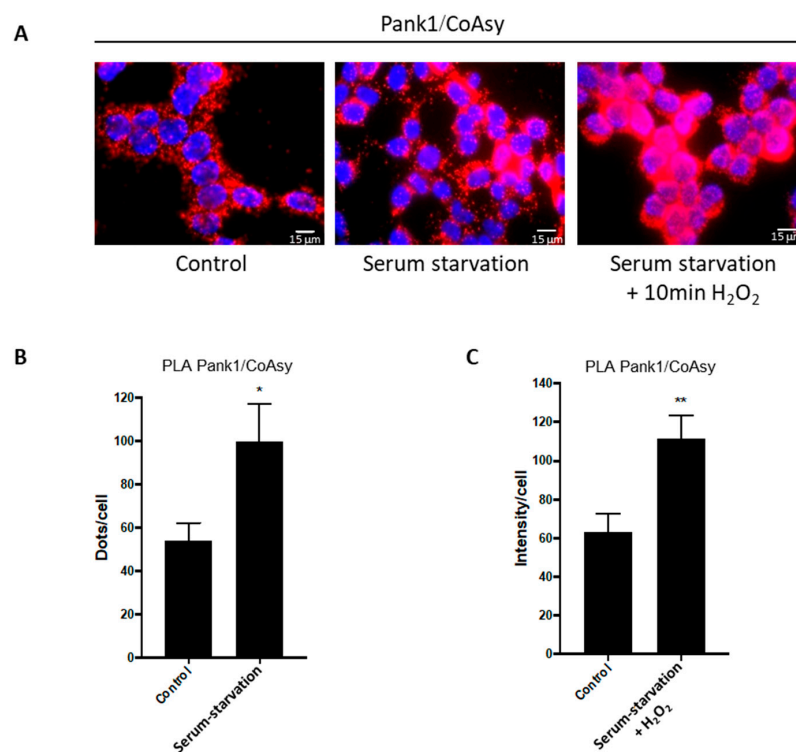 A
Pank1/CoAsy
15 µm
15 µm
15 µm
Control
Serum starvation
Serum starvation
+ 10min H₂O₂
B
PLA Pank1/CoAsy
*
120
100
80
60
40
20
0
Dots/cell
Control
Serum-starvation
C
PLA Pank1/CoAsy
**
140
120
100
80
60
40
20
0
Intensity/cell
Control
Serum-starvation
+ H₂O₂